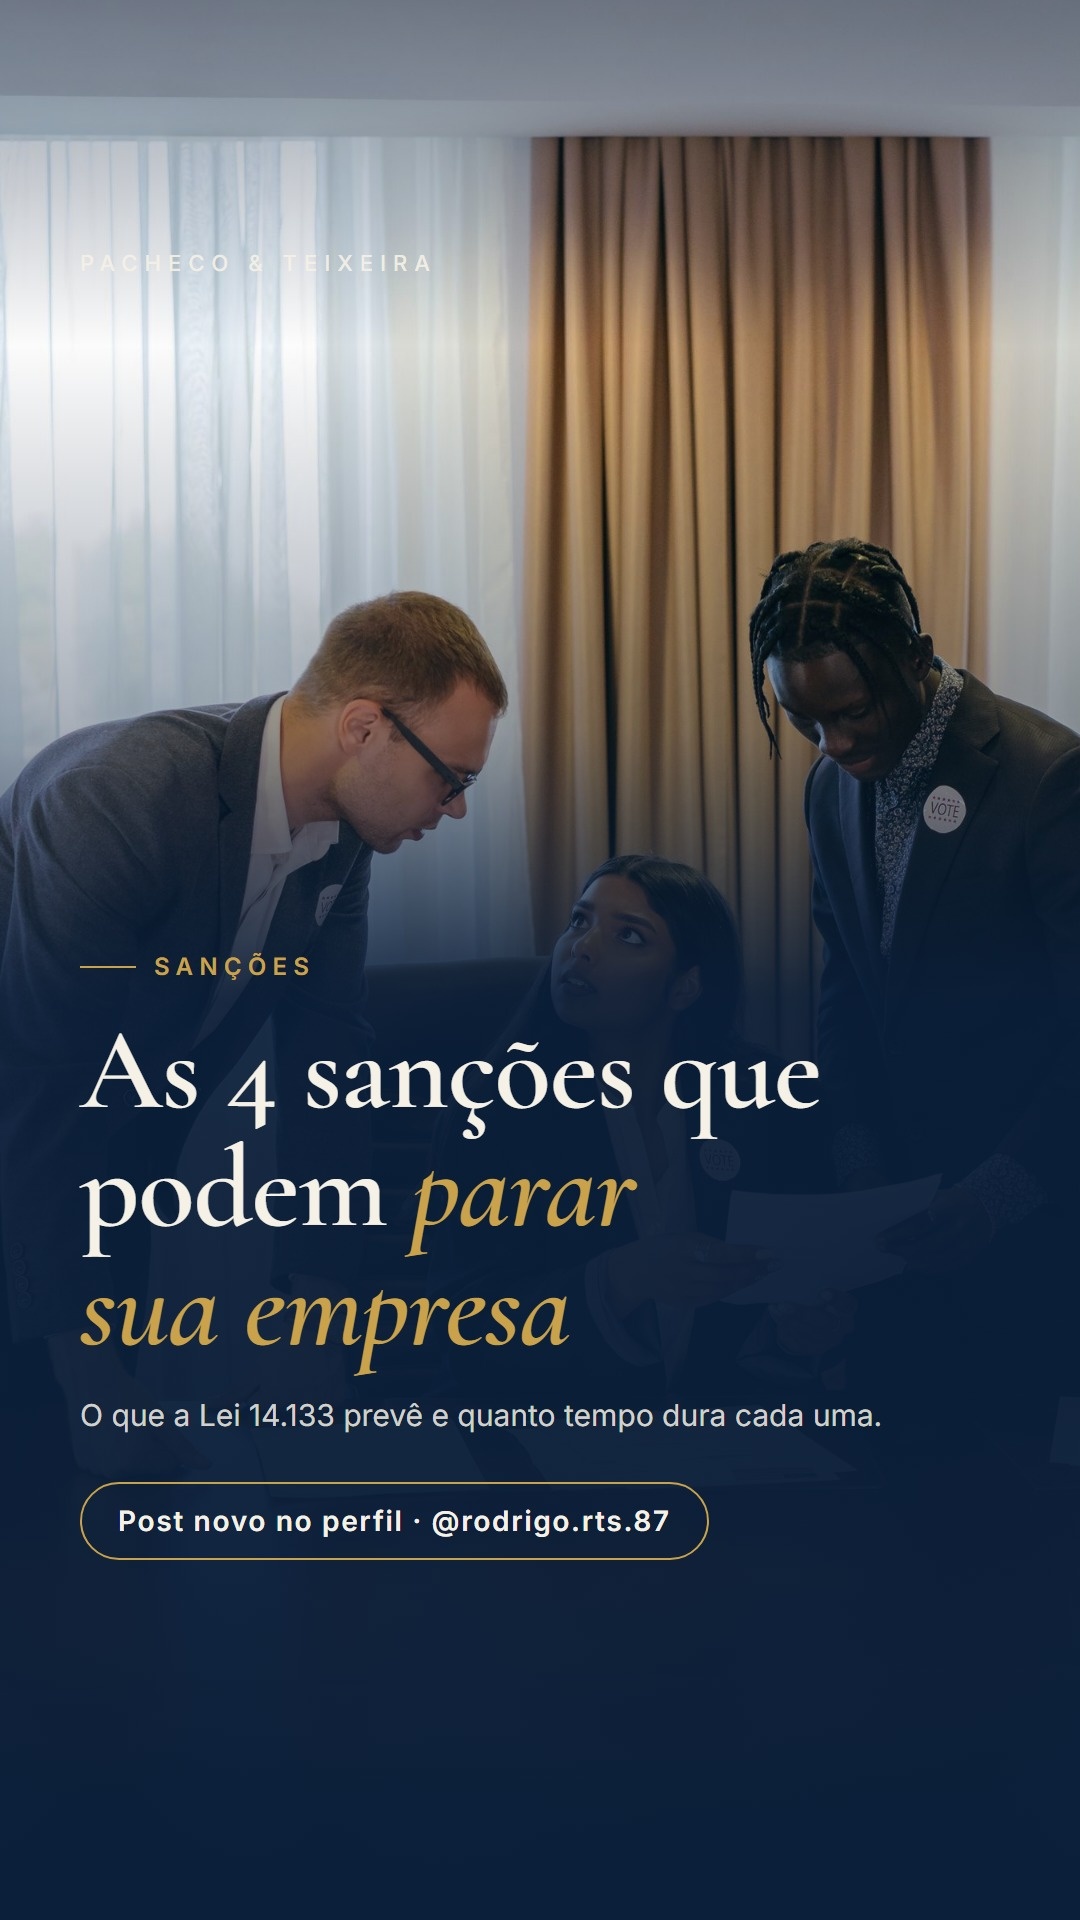 PACHECO & TEIXEIRA
VOTE
SANÇÕES
As 4 sanções que
podem parar
sua empresa
O que a Lei 14.133 prevê e quanto tempo dura cada uma.
Post novo no perfil · @rodrigo.rts.87